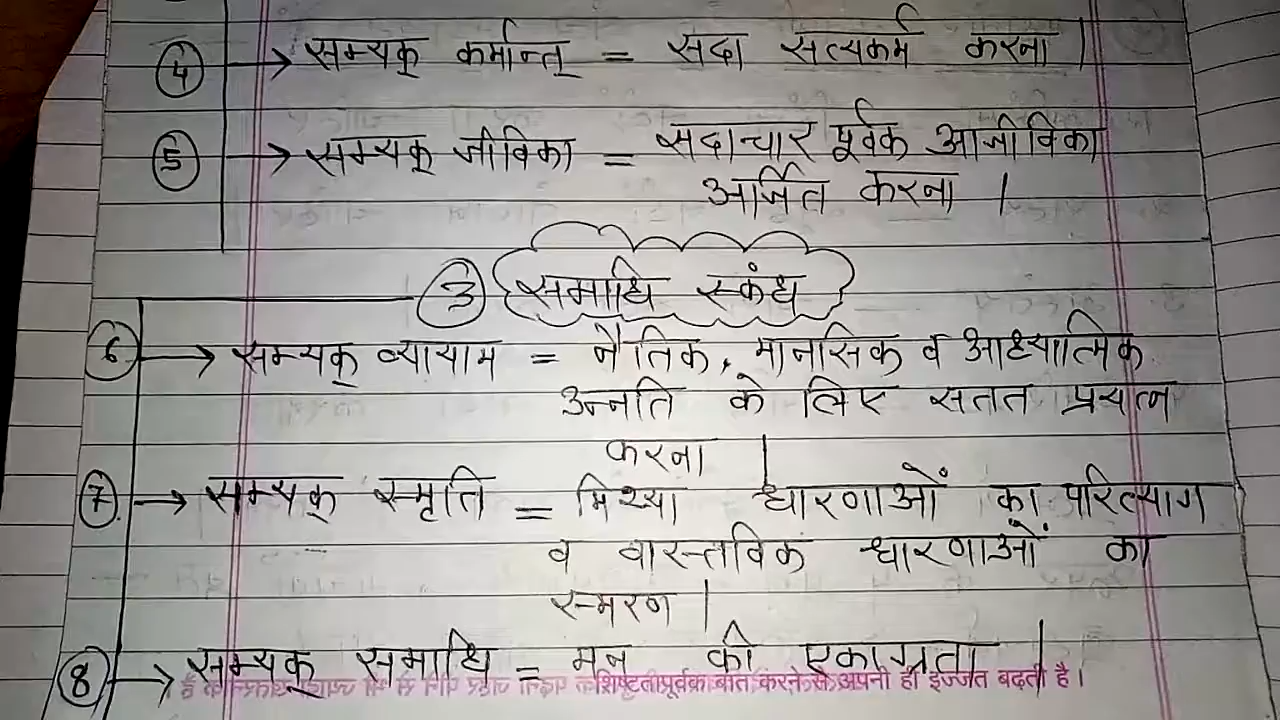 ④ → सम्यक् कर्मान्त् = सदा सत्यकर्म करना |
⑤ → सम्यक् जीविका = सदाचार पूर्वक आजीविका
अर्जित करना |
③ समाधि स्कंध
⑥ → सम्यक् व्यायाम = नैतिक, मानसिक व आध्यात्मिक
उन्नति के लिए सतत प्रयत्न
करना |
⑦ → सम्यक् स्मृति = मिथ्या धारणाओं का परित्याग
व वास्तविक धारणाओं का
स्मरण |
⑧ → सम्यक् समाधि = मन की एकाग्रता |
शिष्टतापूर्वक बात करने से अपनी ही इज्जत बढ़ती है।